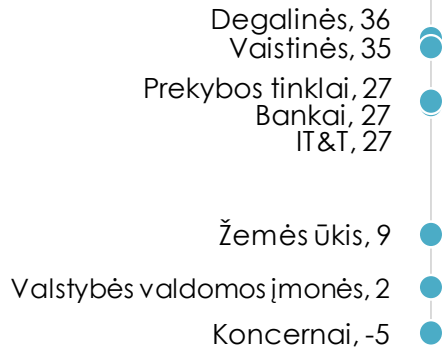 Degalinės, 36
Vaistinės, 35
Prekybos tinklai, 27
Bankai, 27
IT&T, 27
Žemės ūkis, 9
Valstybės valdomos įmonės, 2
Koncernai, -5